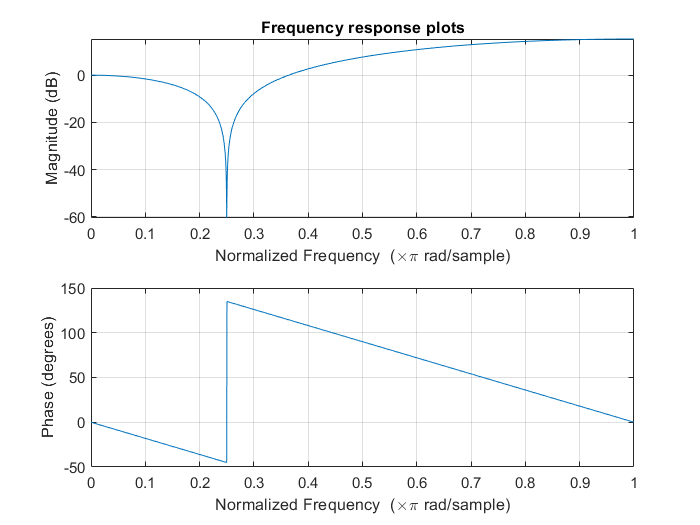 Frequency response plots
Magnitude (dB)
0
-20
-40
-60
0 0.1 0.2 0.3 0.4 0.5 0.6 0.7 0.8 0.9 1
Normalized Frequency (×π rad/sample)
Phase (degrees)
150
100
50
0
-50
0 0.1 0.2 0.3 0.4 0.5 0.6 0.7 0.8 0.9 1
Normalized Frequency (×π rad/sample)